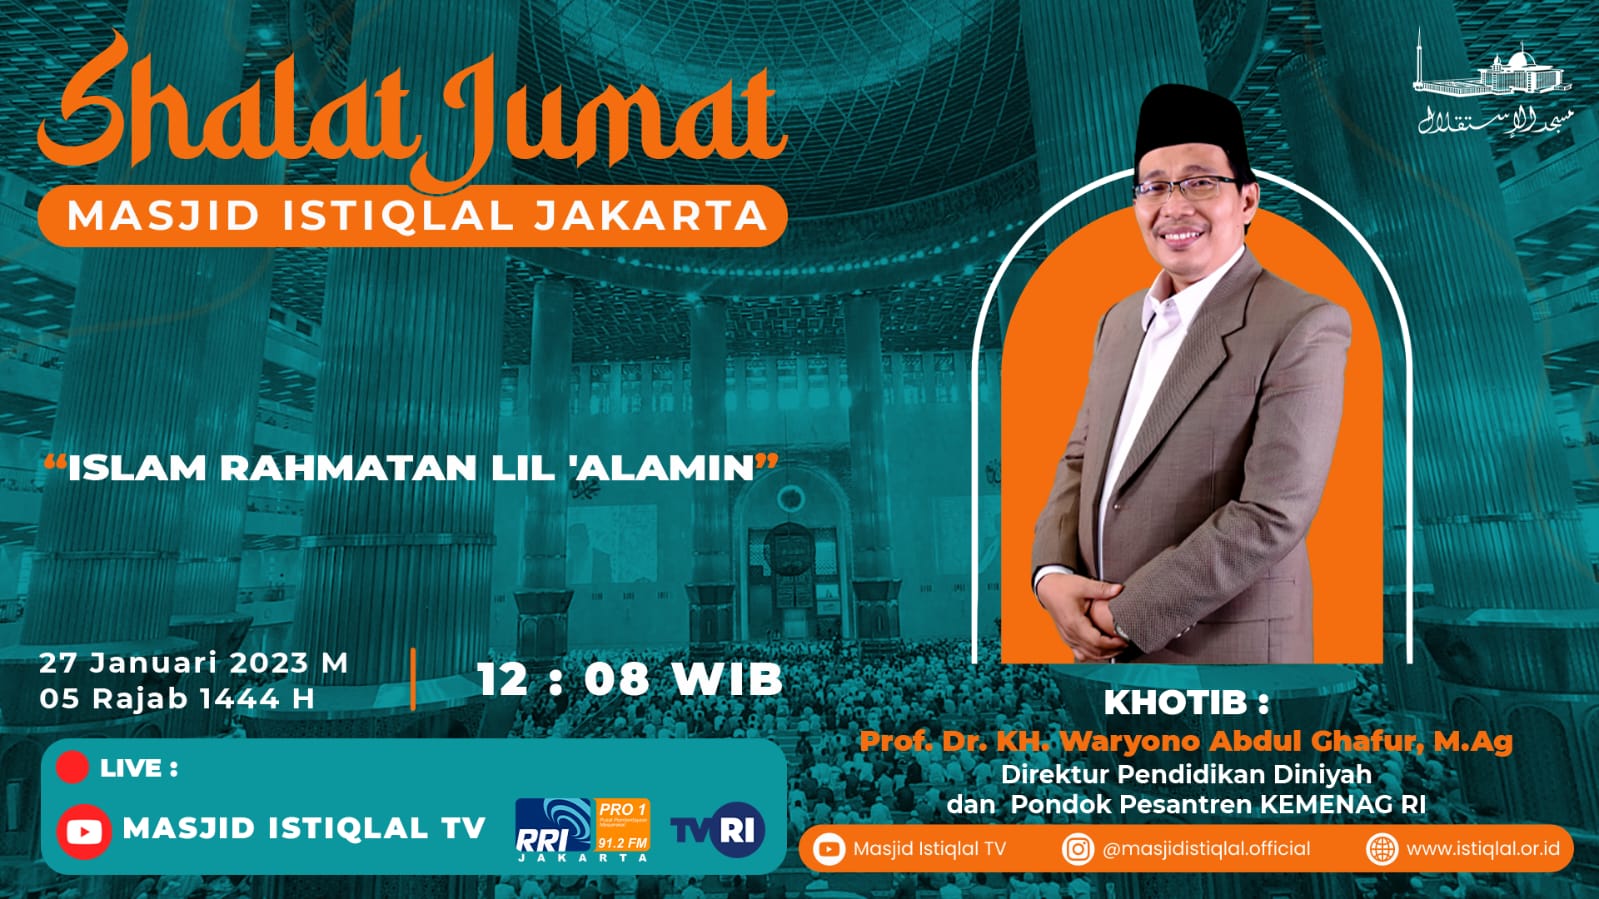 Shalat Jumat
MASJID ISTIQLAL JAKARTA
مسجد الإستقلال
“ISLAM RAHMATAN LIL 'ALAMIN”
27 Januari 2023 M
05 Rajab 1444 H
12 : 08 WIB
LIVE :
MASJID ISTIQLAL TV
RRI
JAKARTA
PRO 1
91.2 FM
TVRI
KHOTIB :
Prof. Dr. KH. Waryono Abdul Ghafur, M.Ag
Direktur Pendidikan Diniyah
dan Pondok Pesantren KEMENAG RI
Masjid Istiqlal TV
@masjidistiqlal.official
www.istiqlal.or.id